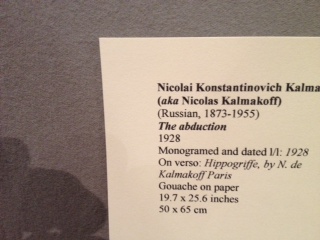 Nicolai Konstantinovich Kalma
(aka Nicolas Kalmakoff)
(Russian, 1873-1955)
The abduction
1928
Monogramed and dated l/l: 1928
On verso: Hippogriffe, by N. de
Kalmakoff Paris
Gouache on paper
19.7 x 25.6 inches
50 x 65 cm